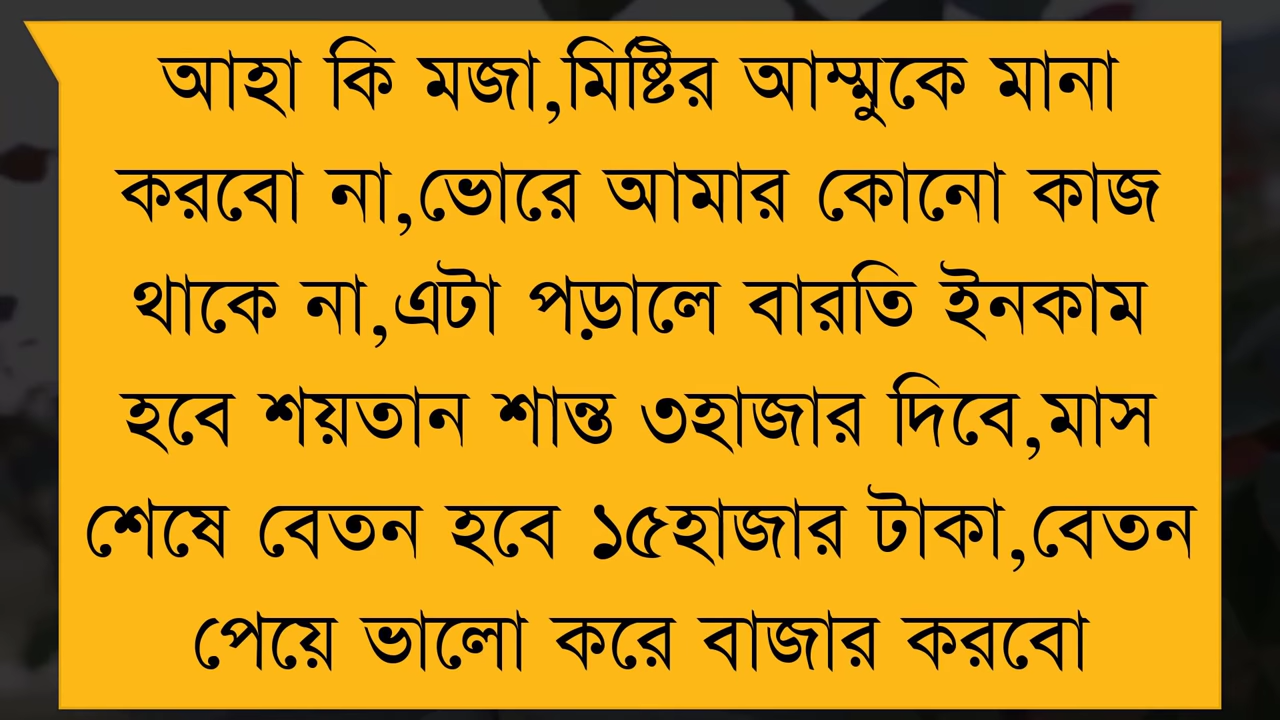 আহা কি মজা,মিষ্টির আম্মুকে মানা
করবো না,ভোরে আমার কোনো কাজ
থাকে না,এটা পড়ালে বারতি ইনকাম
হবে শয়তান শান্ত ৩হাজার দিবে,মাস
শেষে বেতন হবে ১৫হাজার টাকা,বেতন
পেয়ে ভালো করে বাজার করবো